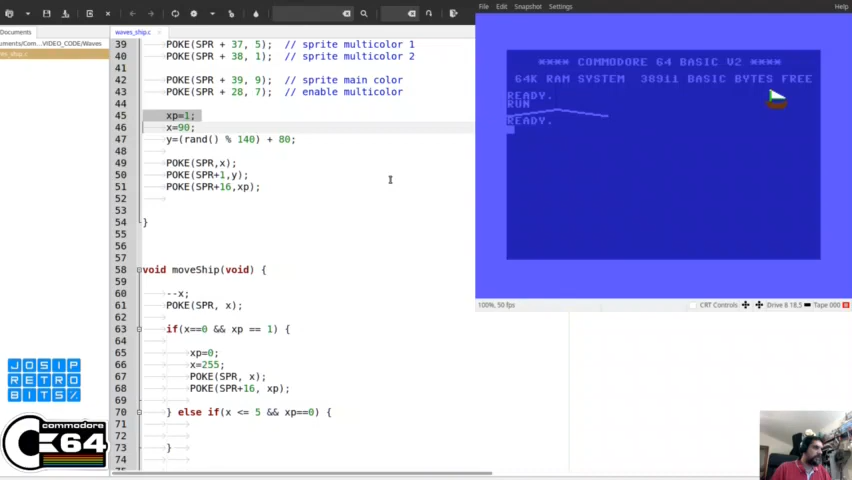 File Edit Snapshot Settings Help
Documents
waves_ship.c
39 POKE(SPR + 37, 5); // sprite multicolor 1
40 POKE(SPR + 38, 1); // sprite multicolor 2
41
42 POKE(SPR + 39, 9); // sprite main color
43 POKE(SPR + 28, 7); // enable multicolor
44
45 xp=1;
46 x=90;
47 y=(rand() % 140) + 80;
48
49 POKE(SPR,x);
50 POKE(SPR+1,y);
51 POKE(SPR+16,xp);
52
53
54 }
55
56
57
58 void moveShip(void) {
59
60 --x;
61 POKE(SPR, x);
62
63 if(x==0 && xp == 1) {
64
65 xp=0;
66 x=255;
67 POKE(SPR, x);
68 POKE(SPR+16, xp);
69
70 } else if(x <= 5 && xp==0) {
71
72
73 }
74
**** COMMODORE 64 BASIC V2 ****
64K RAM SYSTEM 38911 BASIC BYTES FREE
READY.
RUN
READY.
100%, 50 fps
CRT Controls
Drive 8 18,5
Tape 000
JOSIP
RETRO
BITS
commodore
64